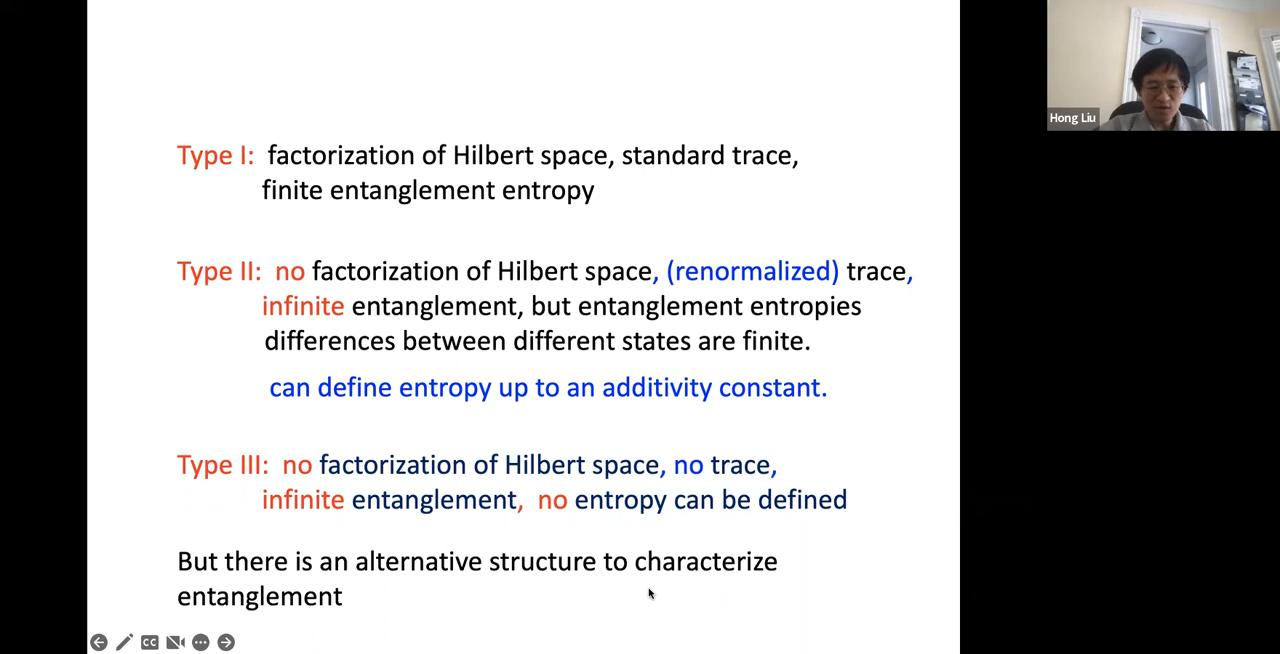 Type I: factorization of Hilbert space, standard trace,
finite entanglement entropy
Type II: no factorization of Hilbert space, (renormalized) trace,
infinite entanglement, but entanglement entropies
differences between different states are finite.
can define entropy up to an additivity constant.
Type III: no factorization of Hilbert space, no trace,
infinite entanglement, no entropy can be defined
But there is an alternative structure to characterize
entanglement
Hong Liu
CC